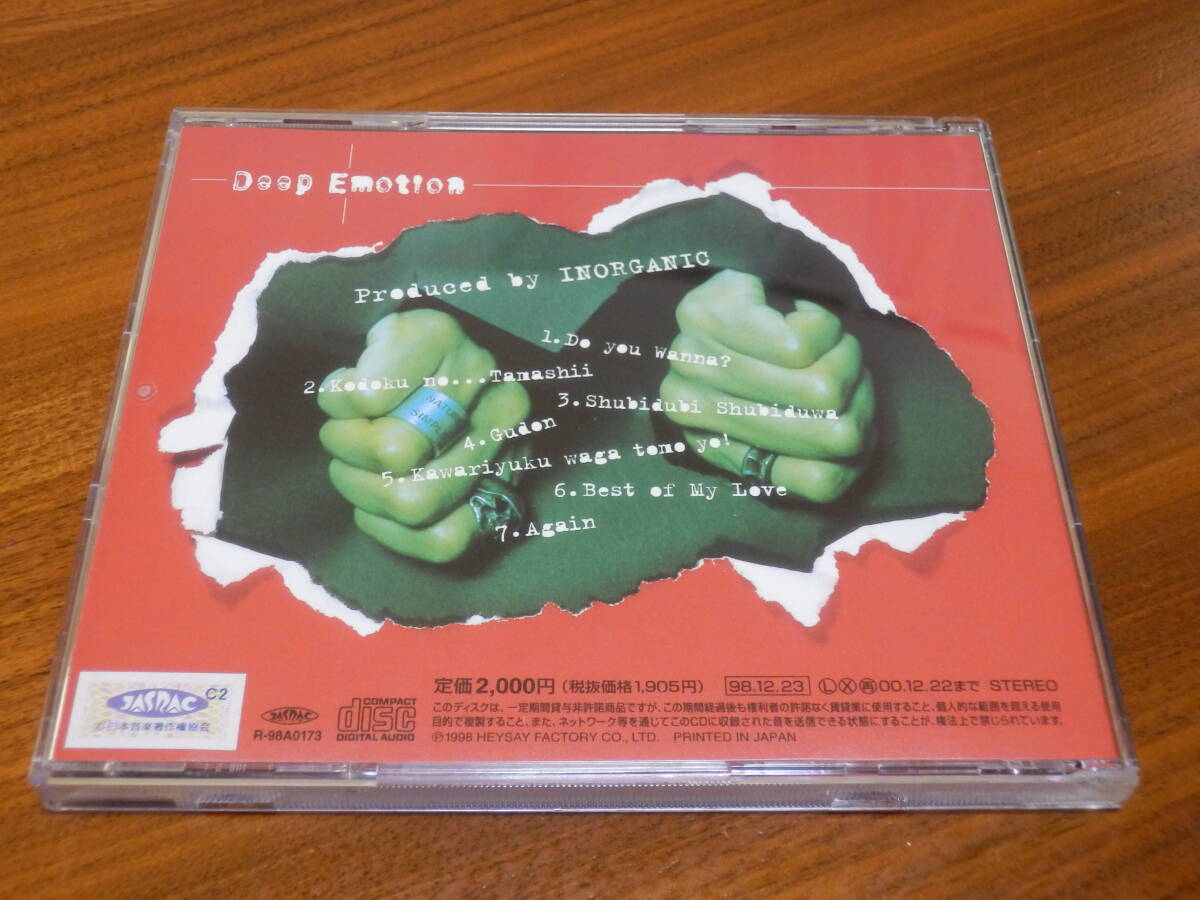 Deep Emotion
Produced by INORGANIC
1.Do you Wanna?
2.Kodoku no...Tamashii
3.Shubidubi Shubiduwa
NATUR
SIMPLE
4.Gudon
5.Kawariyuku waga tomo yo!
6.Best of My Love
7.Again
JASRAC C2
日本音楽著作権協会
JASRAC
R-98A0173
COMPACT
disc
DIGITAL AUDIO
定価2,000円(税抜価格1,905円) 98.12.23 Ⓛ Ⓧ ㊢00.12.22まで STEREO
このディスクは、一定期間貸与非許諾商品ですが、この期間経過後も権利者の許諾なく賃貸業に使用すること、個人的な範囲を超える使用
目的で複製すること、また、ネットワーク等を通じてこのCDに収録された音を送信できる状態にすることが、権法上で禁じられています。
Ⓟ1998 HEYSAY FACTORY CO., LTD. PRINTED IN JAPAN